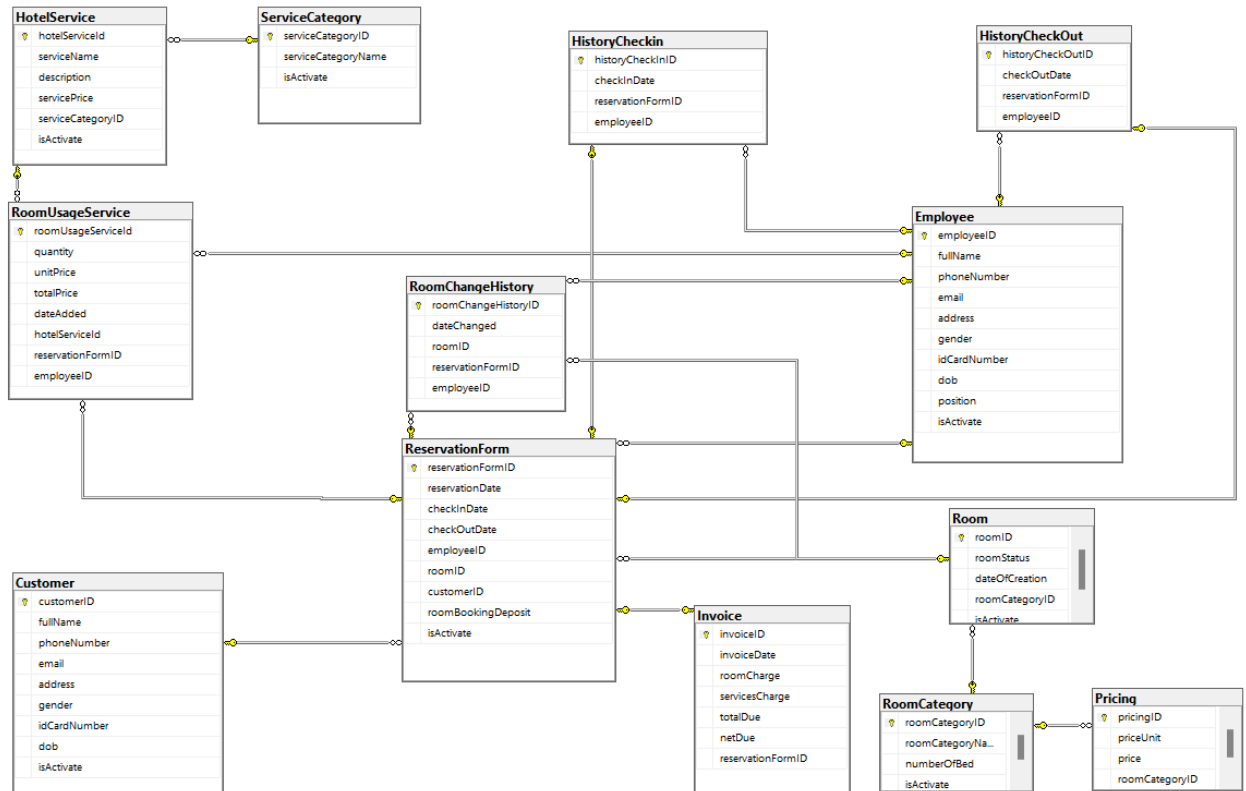 HotelService
hotelServiceId
serviceName
description
servicePrice
serviceCategoryID
isActivate
ServiceCategory
serviceCategoryID
serviceCategoryName
isActivate
HistoryCheckin
historyCheckInID
checkInDate
reservationFormID
employeeID
HistoryCheckOut
historyCheckOutID
checkOutDate
reservationFormID
employeeID
RoomUsageService
roomUsageServiceId
quantity
unitPrice
totalPrice
dateAdded
hotelServiceId
reservationFormID
employeeID
Employee
employeeID
fullName
phoneNumber
email
address
gender
idCardNumber
dob
position
isActivate
RoomChangeHistory
roomChangeHistoryID
dateChanged
roomID
reservationFormID
employeeID
ReservationForm
reservationFormID
reservationDate
checkInDate
checkOutDate
employeeID
roomID
customerID
roomBookingDeposit
isActivate
Room
roomID
roomStatus
dateOfCreation
roomCategoryID
isActivate
Customer
customerID
fullName
phoneNumber
email
address
gender
idCardNumber
dob
isActivate
Invoice
invoiceID
invoiceDate
roomCharge
servicesCharge
totalDue
netDue
reservationFormID
RoomCategory
roomCategoryID
roomCategoryNa...
numberOfBed
isActivate
Pricing
pricingID
priceUnit
price
roomCategoryID